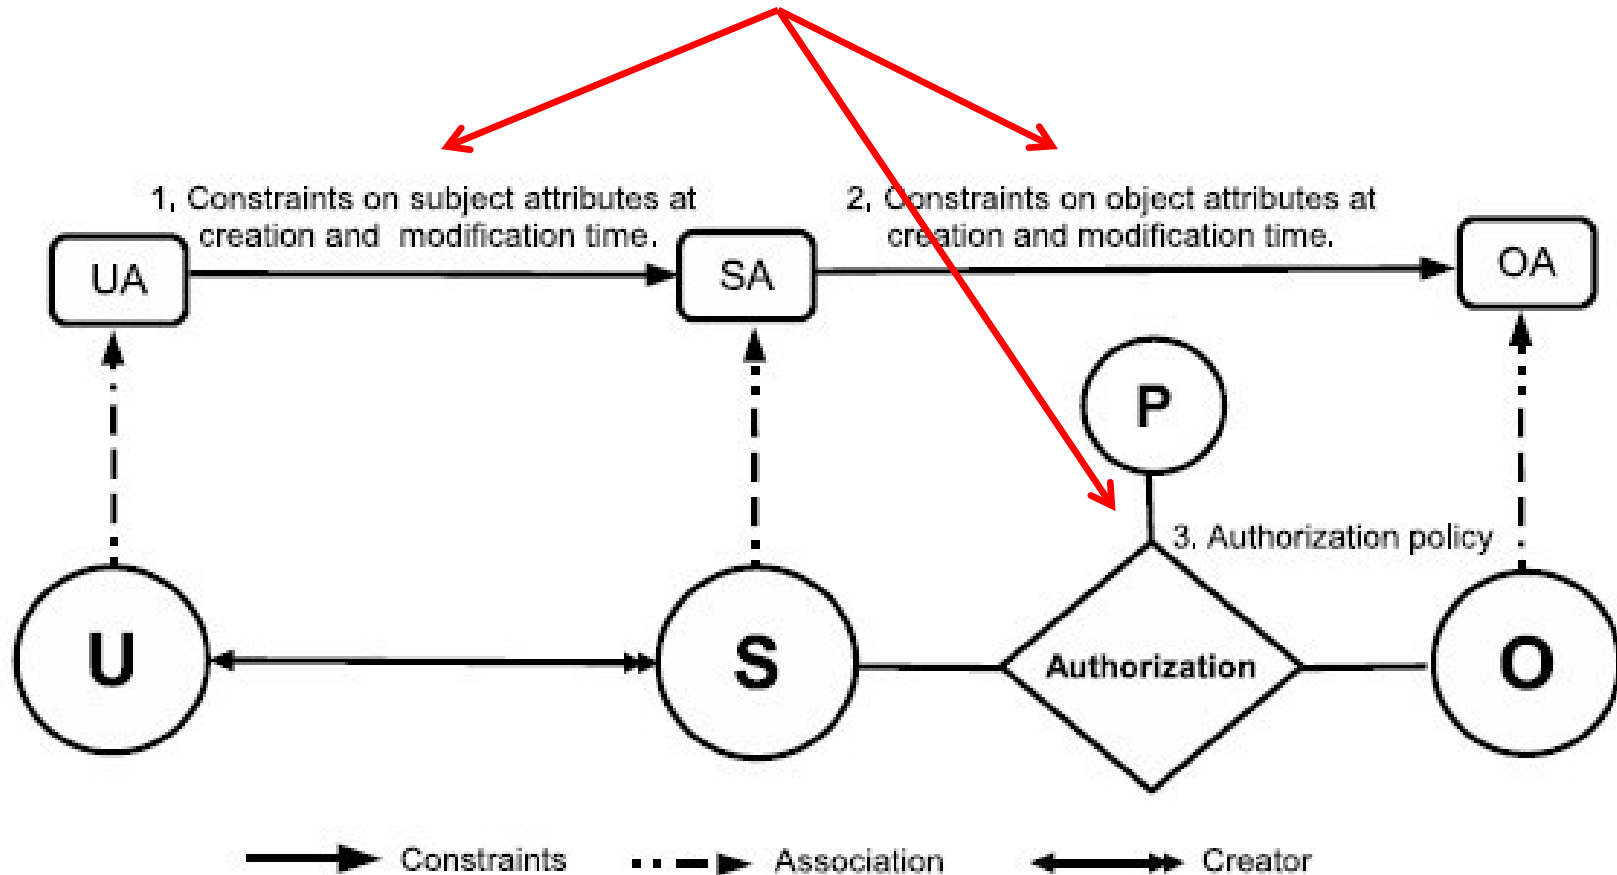 1. Constraints on subject attributes at
creation and modification time.
2. Constraints on object attributes at
creation and modification time.
UA
SA
OA
P
3. Authorization policy
U
S
Authorization
O
Constraints
Association
Creator